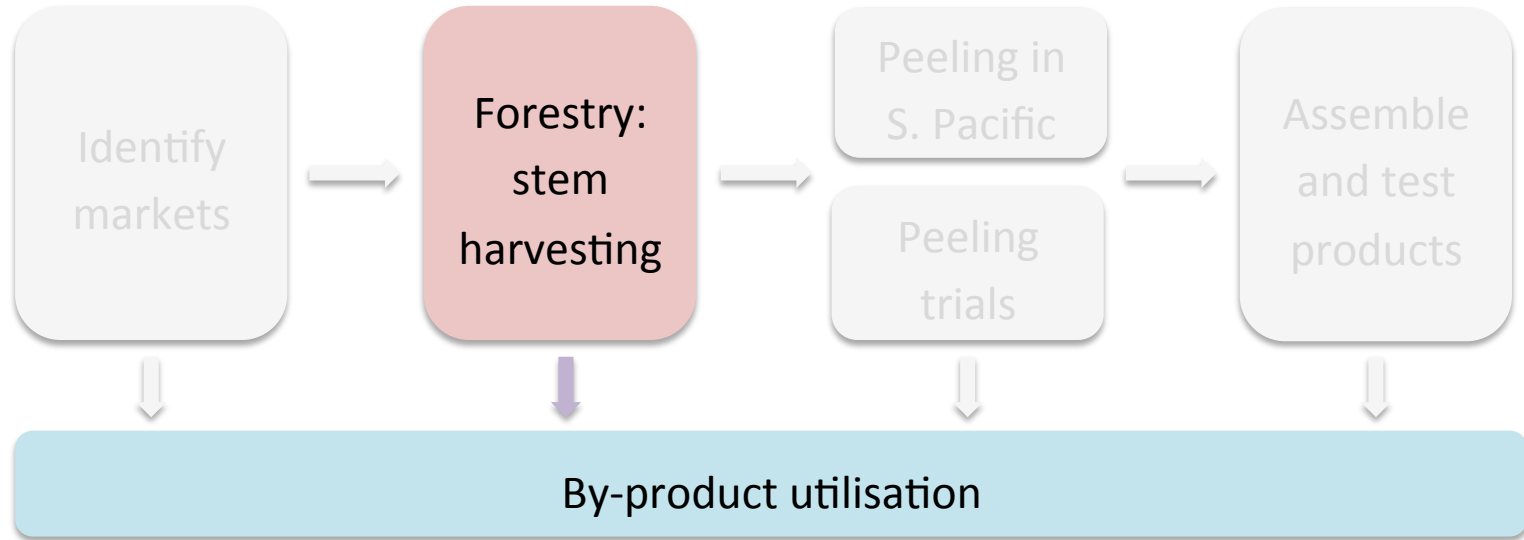 Identify
markets
Forestry:
stem
harvesting
Peeling in
S. Pacific
Peeling
trials
Assemble
and test
products
By-product utilisation